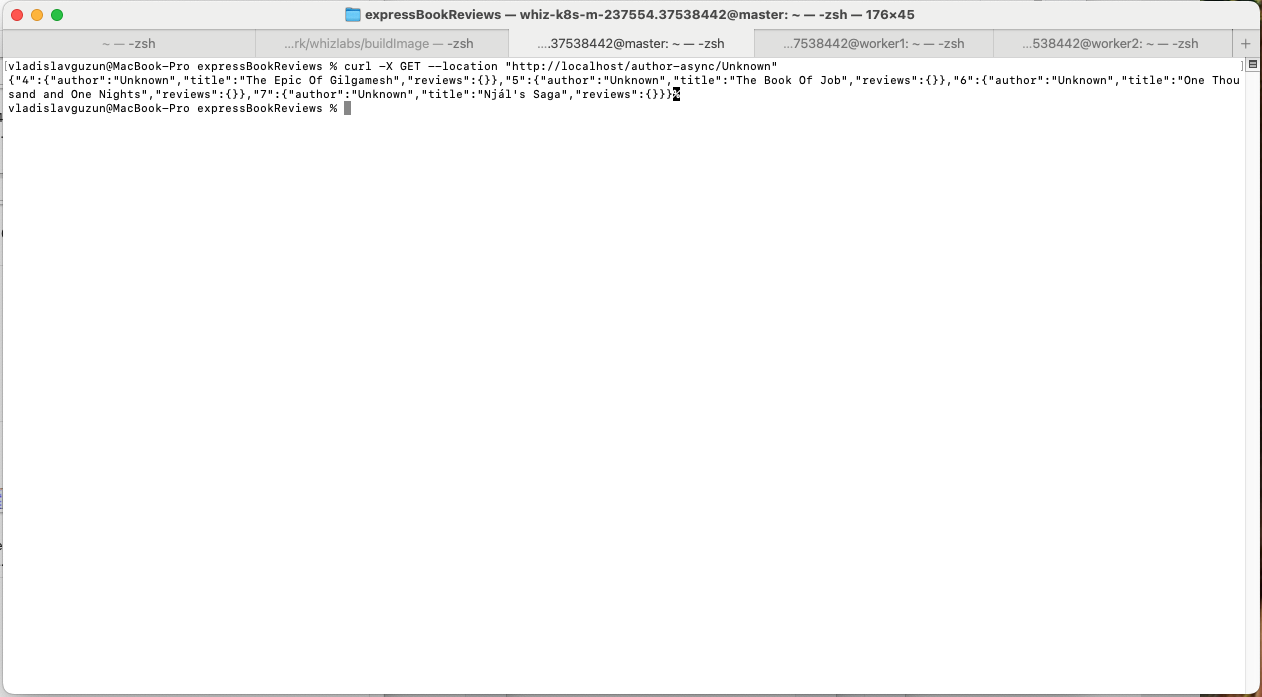 expressBookReviews — whiz-k8s-m-237554.37538442@master: ~ — -zsh — 176×45
~ — -zsh
...rk/whizlabs/buildImage — -zsh
....37538442@master: ~ — -zsh
...7538442@worker1: ~ — -zsh
...538442@worker2: ~ — -zsh
+
[vladislavguzun@MacBook-Pro expressBookReviews % curl -X GET --location "http://localhost/author-async/Unknown" ]
{"4":{"author":"Unknown","title":"The Epic Of Gilgamesh","reviews":{}},"5":{"author":"Unknown","title":"The Book Of Job","reviews":{}},"6":{"author":"Unknown","title":"One Thou
sand and One Nights","reviews":{}},"7":{"author":"Unknown","title":"Njál's Saga","reviews":{}}}%
vladislavguzun@MacBook-Pro expressBookReviews %